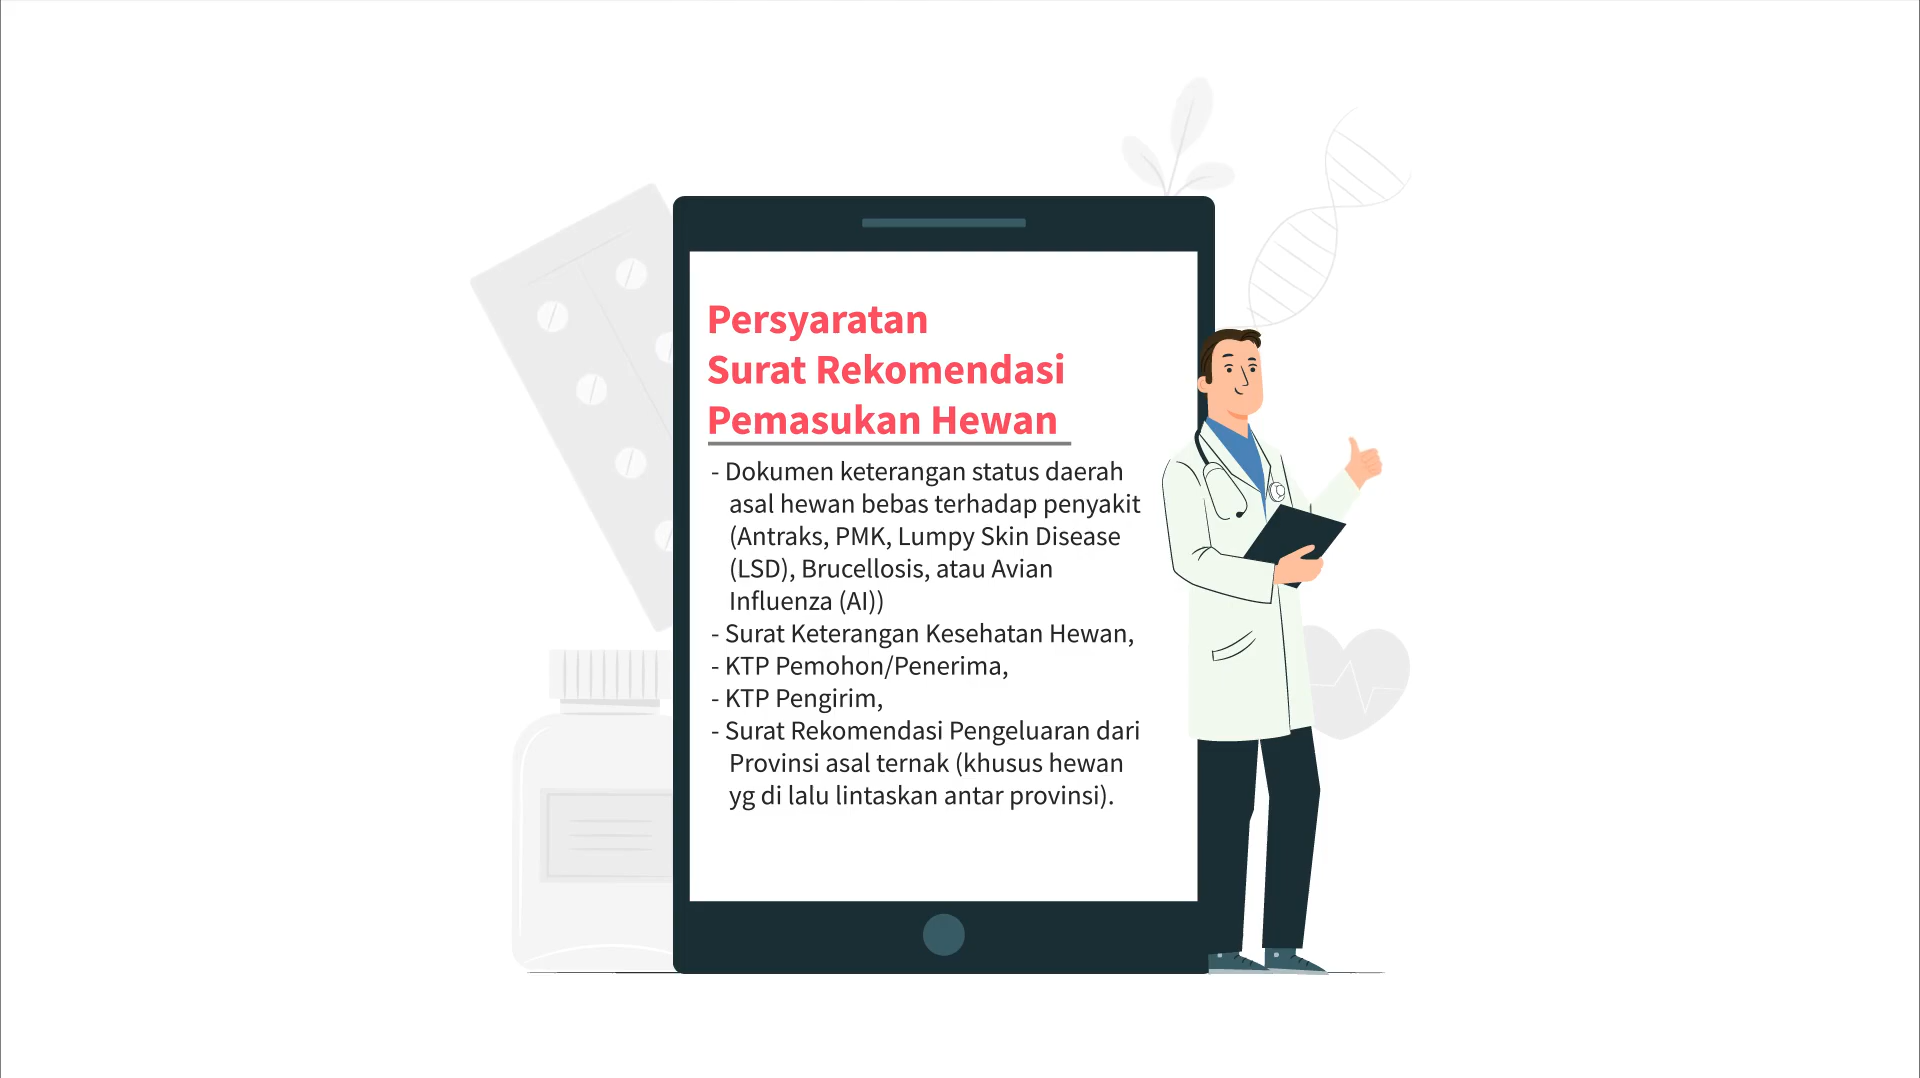 Persyaratan
Surat Rekomendasi
Pemasukan Hewan
- Dokumen keterangan status daerah
asal hewan bebas terhadap penyakit
(Antraks, PMK, Lumpy Skin Disease
(LSD), Brucellosis, atau Avian
Influenza (AI))
- Surat Keterangan Kesehatan Hewan,
- KTP Pemohon/Penerima,
- KTP Pengirim,
- Surat Rekomendasi Pengeluaran dari
Provinsi asal ternak (khusus hewan
yg di lalu lintaskan antar provinsi).